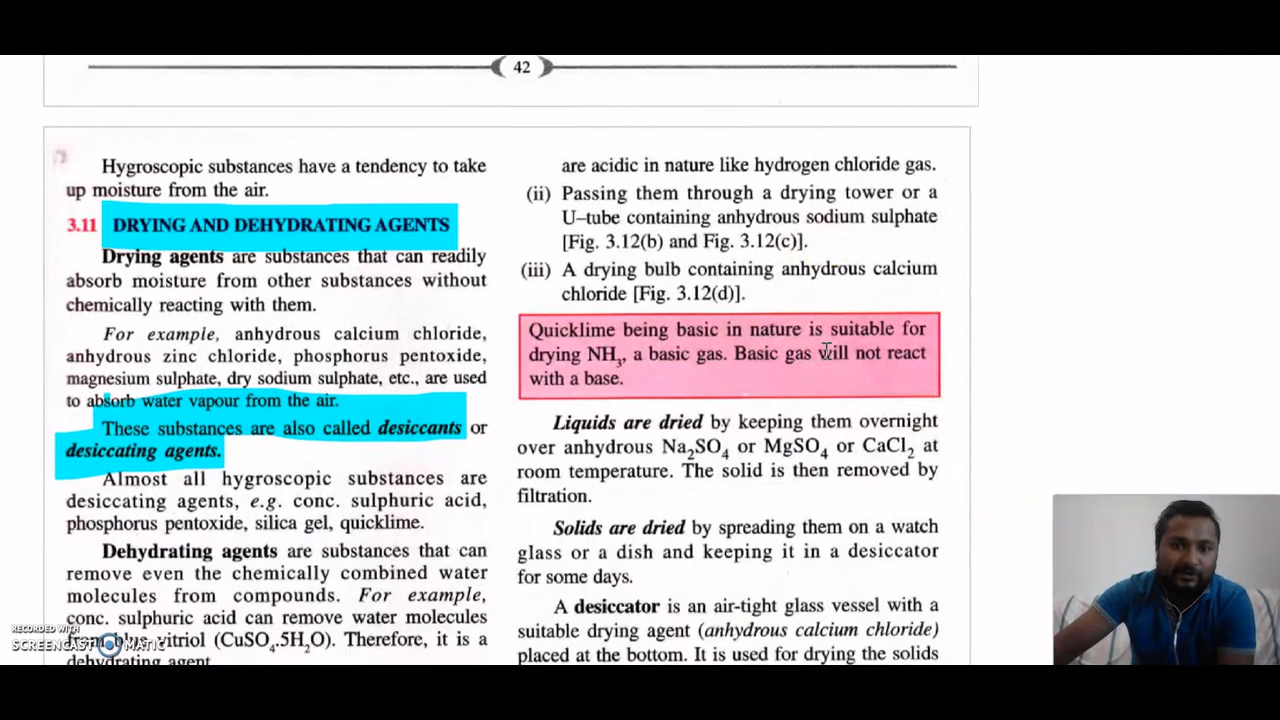 42
Hygroscopic substances have a tendency to take
up moisture from the air.
3.11 DRYING AND DEHYDRATING AGENTS
Drying agents are substances that can readily
absorb moisture from other substances without
chemically reacting with them.
For example, anhydrous calcium chloride,
anhydrous zinc chloride, phosphorus pentoxide,
magnesium sulphate, dry sodium sulphate, etc., are used
to absorb water vapour from the air.
These substances are also called desiccants or
desiccating agents.
Almost all hygroscopic substances are
desiccating agents, e.g. conc. sulphuric acid,
phosphorus pentoxide, silica gel, quicklime.
Dehydrating agents are substances that can
remove even the chemically combined water
molecules from compounds. For example,
conc. sulphuric acid can remove water molecules
from blue vitriol (CuSO₄.5H₂O). Therefore, it is a
dehydrating agent
are acidic in nature like hydrogen chloride gas.
(ii) Passing them through a drying tower or a
U–tube containing anhydrous sodium sulphate
[Fig. 3.12(b) and Fig. 3.12(c)].
(iii) A drying bulb containing anhydrous calcium
chloride [Fig. 3.12(d)].
Quicklime being basic in nature is suitable for
drying NH₃, a basic gas. Basic gas will not react
with a base.
Liquids are dried by keeping them overnight
over anhydrous Na₂SO₄ or MgSO₄ or CaCl₂ at
room temperature. The solid is then removed by
filtration.
Solids are dried by spreading them on a watch
glass or a dish and keeping it in a desiccator
for some days.
A desiccator is an air-tight glass vessel with a
suitable drying agent (anhydrous calcium chloride)
placed at the bottom. It is used for drying the solids
RECORDED WITH
SCREENCAST MATIC